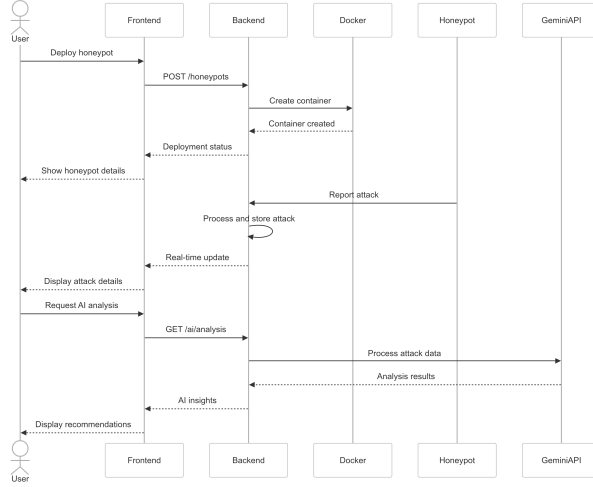 User
Frontend
Backend
Docker
Honeypot
GeminiAPI
Deploy honeypot
POST /honeypots
Create container
Container created
Deployment status
Show honeypot details
Report attack
Process and store attack
Real-time update
Display attack details
Request AI analysis
GET /ai/analysis
Process attack data
Analysis results
AI insights
Display recommendations
User
Frontend
Backend
Docker
Honeypot
GeminiAPI